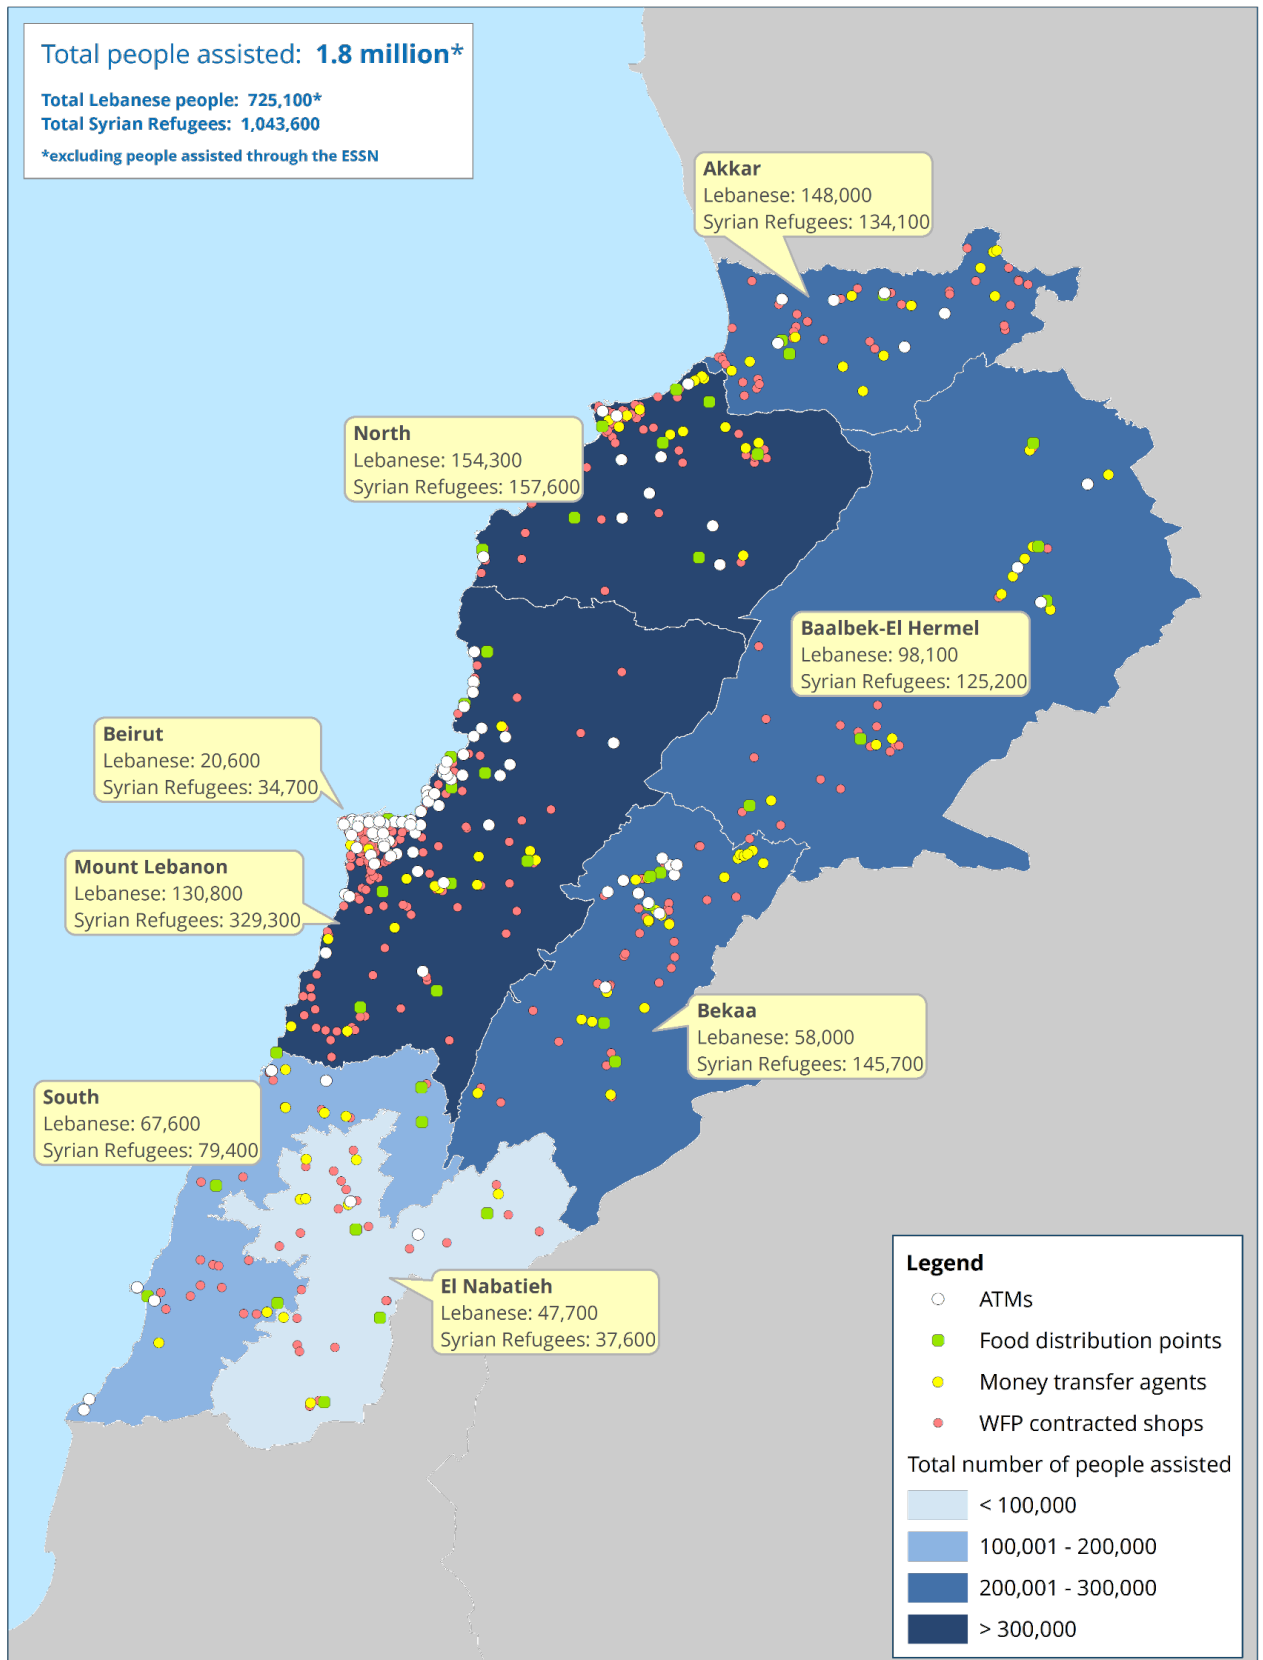 Total people assisted: 1.8 million*
Total Lebanese people: 725,100*
Total Syrian Refugees: 1,043,600
*excluding people assisted through the ESSN
Akkar
Lebanese: 148,000
Syrian Refugees: 134,100
North
Lebanese: 154,300
Syrian Refugees: 157,600
Baalbek-El Hermel
Lebanese: 98,100
Syrian Refugees: 125,200
Beirut
Lebanese: 20,600
Syrian Refugees: 34,700
Mount Lebanon
Lebanese: 130,800
Syrian Refugees: 329,300
Bekaa
Lebanese: 58,000
Syrian Refugees: 145,700
South
Lebanese: 67,600
Syrian Refugees: 79,400
El Nabatieh
Lebanese: 47,700
Syrian Refugees: 37,600
Legend
ATMs
Food distribution points
Money transfer agents
WFP contracted shops
Total number of people assisted
< 100,000
100,001 - 200,000
200,001 - 300,000
> 300,000